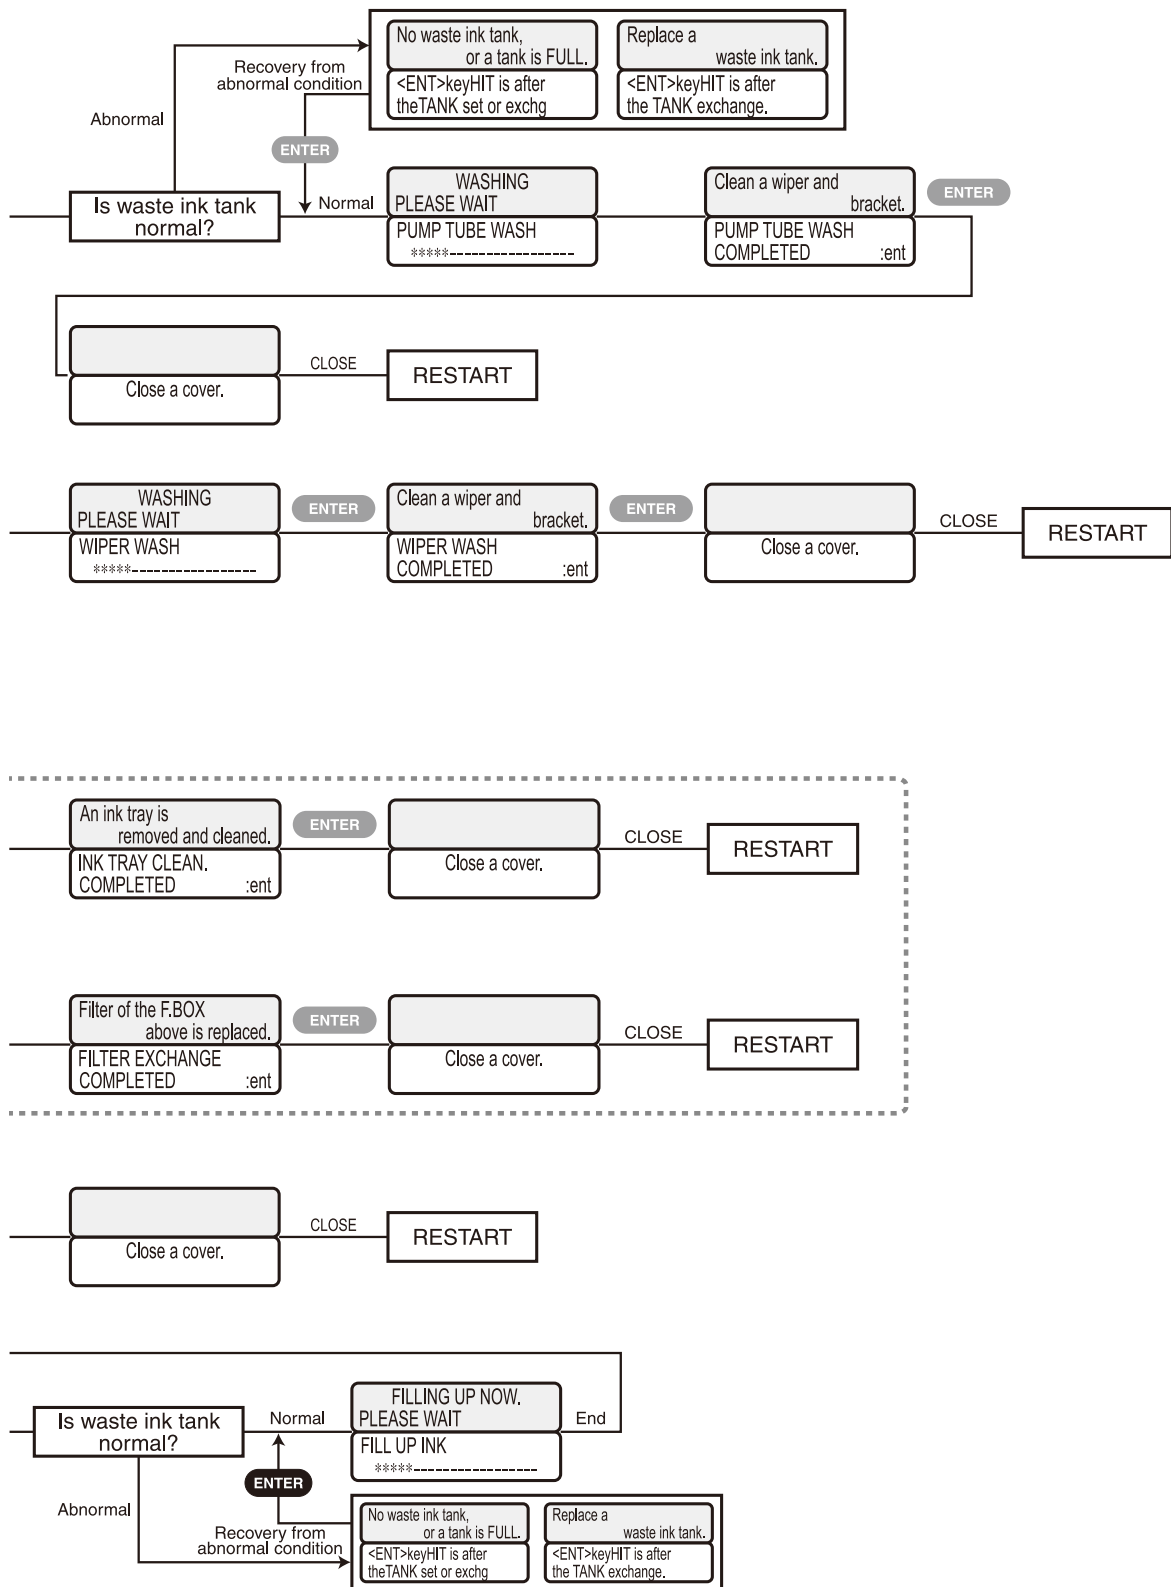 No waste ink tank,
or a tank is FULL.
<ENT>keyHIT is after
theTANK set or exchg
Replace a
waste ink tank.
<ENT>keyHIT is after
the TANK exchange.
Recovery from
abnormal condition
Abnormal
ENTER
Is waste ink tank
normal?
Normal
WASHING
PLEASE WAIT
PUMP TUBE WASH
*****-----------------
Clean a wiper and
bracket.
PUMP TUBE WASH
COMPLETED :ent
ENTER
Close a cover.
CLOSE
RESTART
WASHING
PLEASE WAIT
WIPER WASH
*****-----------------
ENTER
Clean a wiper and
bracket.
WIPER WASH
COMPLETED :ent
ENTER
Close a cover.
CLOSE
RESTART
An ink tray is
removed and cleaned.
INK TRAY CLEAN.
COMPLETED :ent
ENTER
Close a cover.
CLOSE
RESTART
Filter of the F.BOX
above is replaced.
FILTER EXCHANGE
COMPLETED :ent
ENTER
Close a cover.
CLOSE
RESTART
Close a cover.
CLOSE
RESTART
Is waste ink tank
normal?
Normal
FILLING UP NOW.
PLEASE WAIT
FILL UP INK
*****-----------------
End
ENTER
Abnormal
Recovery from
abnormal condition
No waste ink tank,
or a tank is FULL.
<ENT>keyHIT is after
theTANK set or exchg
Replace a
waste ink tank.
<ENT>keyHIT is after
the TANK exchange.